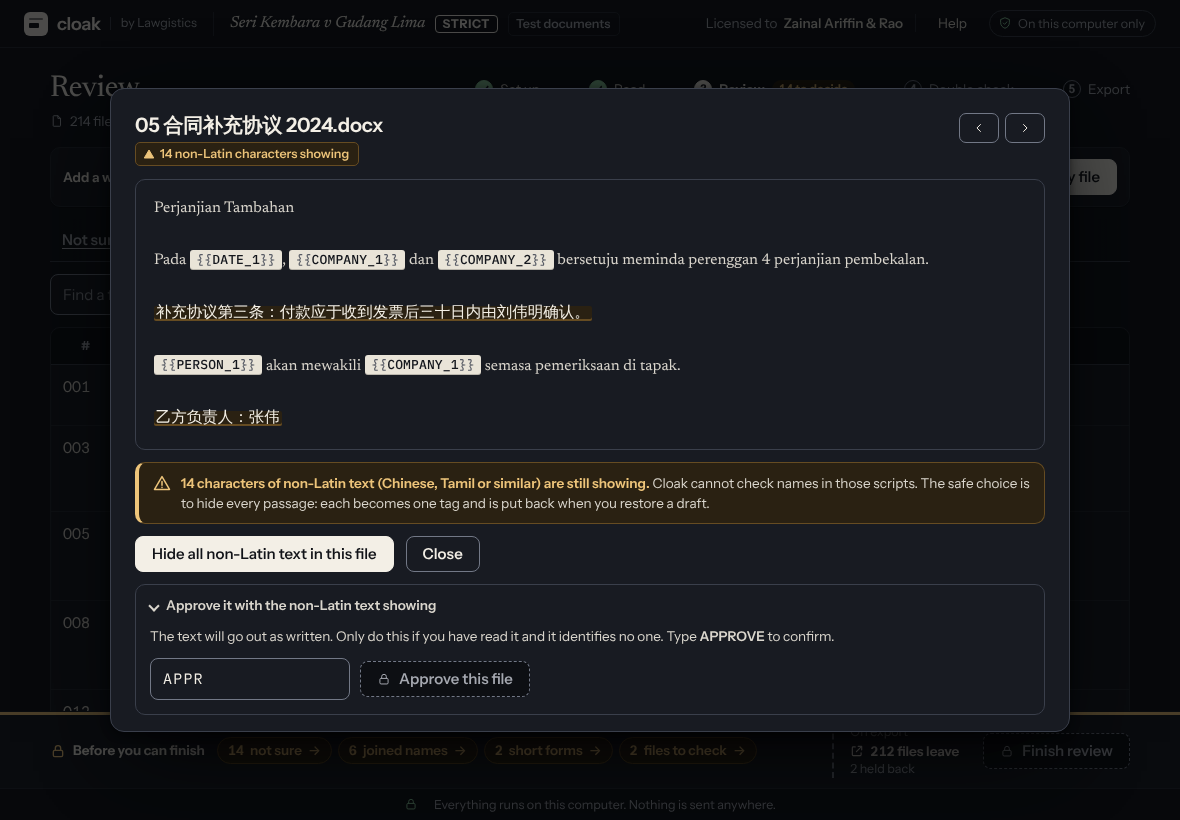 cloak by Lawgistics Seri Kembara v Gudang Lima STRICT Test documents Licensed to Zainal Ariffin & Rao Help On this computer only
Review
5 Export
214 file
Add a w
y file
Not su
Find a
#
001
003
005
008
05 合同补充协议 2024.docx
14 non-Latin characters showing
Perjanjian Tambahan
Pada {{DATE_1}}, {{COMPANY_1}} dan {{COMPANY_2}} bersetuju meminda perenggan 4 perjanjian pembekalan.
补充协议第三条：付款应于收到发票后三十日内由刘伟明确认。
{{PERSON_1}} akan mewakili {{COMPANY_1}} semasa pemeriksaan di tapak.
乙方负责人：张伟
14 characters of non-Latin text (Chinese, Tamil or similar) are still showing. Cloak cannot check names in those scripts. The safe choice is
to hide every passage: each becomes one tag and is put back when you restore a draft.
Hide all non-Latin text in this file Close
Approve it with the non-Latin text showing
The text will go out as written. Only do this if you have read it and it identifies no one. Type APPROVE to confirm.
APPR Approve this file
Before you can finish 14 not sure → 6 joined names → 2 short forms → 2 files to check →
212 files leave
2 held back
Finish review
Everything runs on this computer. Nothing is sent anywhere.